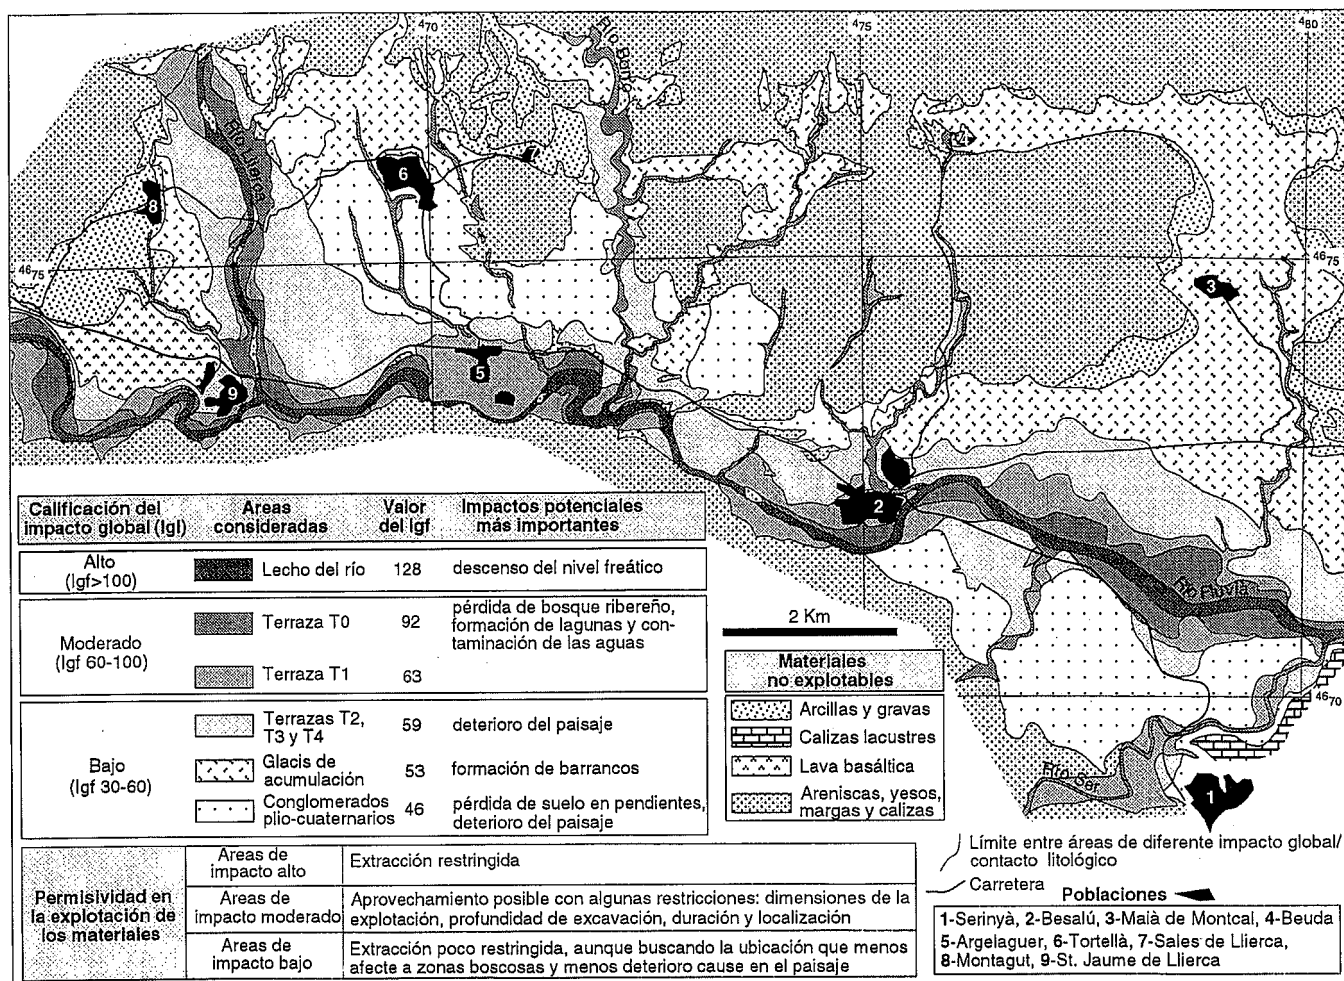 470
475
480
Río Llierca
Río Borró
8
6
7
4
3
46 75
46 75
5
9
2
Río Fluvià
46 70
Río Ser
1
2 Km
Calificación del impacto global (Igl)
Areas consideradas
Valor del Igf
Impactos potenciales más importantes
Alto
(Igf>100)
Lecho del río
128
descenso del nivel freático
Moderado
(Igf 60-100)
Terraza T0
92
pérdida de bosque ribereño,
formación de lagunas y con-
taminación de las aguas
Terraza T1
63
Bajo
(Igf 30-60)
Terrazas T2,
T3 y T4
59
deterioro del paisaje
Glacis de
acumulación
53
formación de barrancos
Conglomerados
plio-cuaternarios
46
pérdida de suelo en pendientes,
deterioro del paisaje
Materiales
no explotables
Arcillas y gravas
Calizas lacustres
Lava basáltica
Areniscas, yesos,
margas y calizas
Límite entre áreas de diferente impacto global/
contacto litológico
Carretera
Poblaciones
1-Serinyà, 2-Besalú, 3-Maià de Montcal, 4-Beuda
5-Argelaguer, 6-Tortellà, 7-Sales de Llierca,
8-Montagut, 9-St. Jaume de Llierca
Permisividad en
la explotación de
los materiales
Areas de
impacto alto
Extracción restringida
Areas de
impacto moderado
Aprovechamiento posible con algunas restricciones: dimensiones de la
explotación, profundidad de excavación, duración y localización
Areas de
impacto bajo
Extracción poco restringida, aunque buscando la ubicación que menos
afecte a zonas boscosas y menos deterioro cause en el paisaje